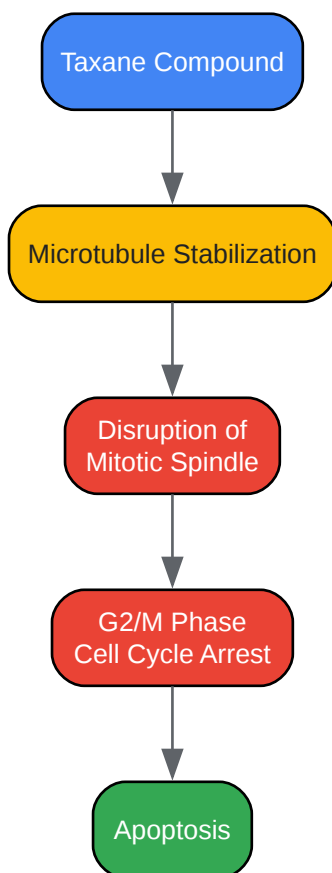 Taxane Compound
Microtubule Stabilization
Disruption of
Mitotic Spindle
G2/M Phase
Cell Cycle Arrest
Apoptosis